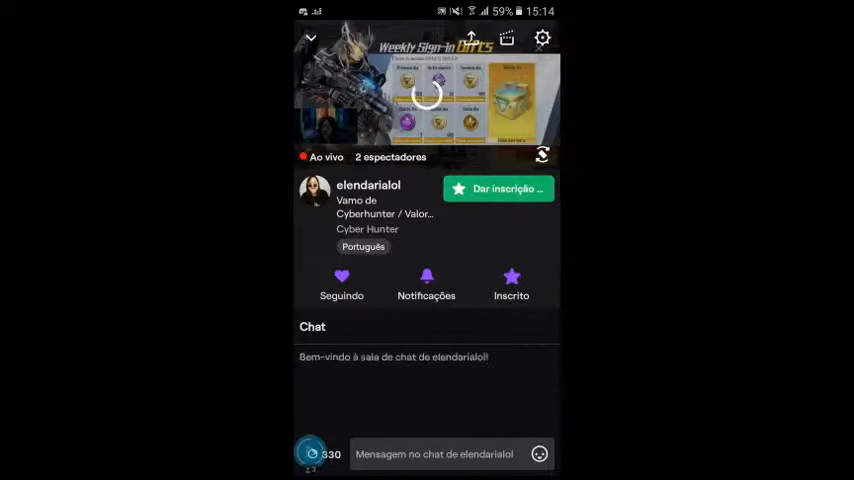 59% 15:14
Weekly Sign-in Gifts
Ao vivo 2 espectadores
elendarialol
Dar inscrição ...
Vamo de
Cyberhunter / Valor...
Cyber Hunter
Português
Seguindo Notificações Inscrito
Chat
Bem-vindo à sala de chat de elendarialol!
330 Mensagem no chat de elendarialol